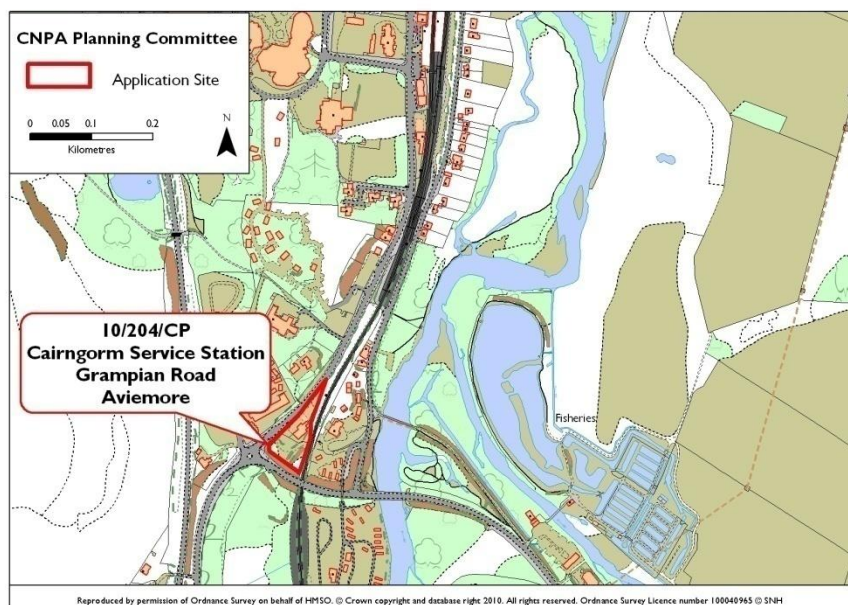 CNPA Planning Committee
Application Site
0 0.05 0.1 0.2
Kilometres
N
10/204/CP
Cairngorm Service Station
Grampian Road
Aviemore
Fisheries
Reproduced by permission of Ordnance Survey on behalf of HMSO. © Crown copyright and database right 2010. All rights reserved. Ordnance Survey Licence number 100040965 © SNH